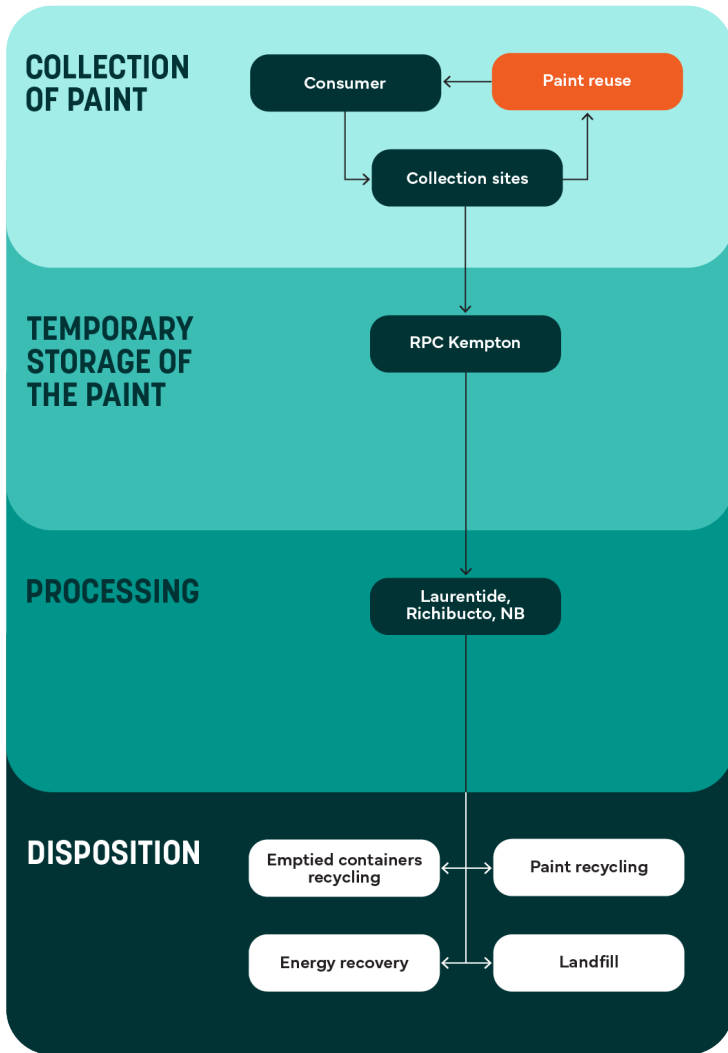 COLLECTION
OF PAINT
Consumer
Paint reuse
Collection sites
TEMPORARY
STORAGE OF
THE PAINT
RPC Kempton
PROCESSING
Laurentide,
Richibucto, NB
DISPOSITION
Emptied containers
recycling
Paint recycling
Energy recovery
Landfill